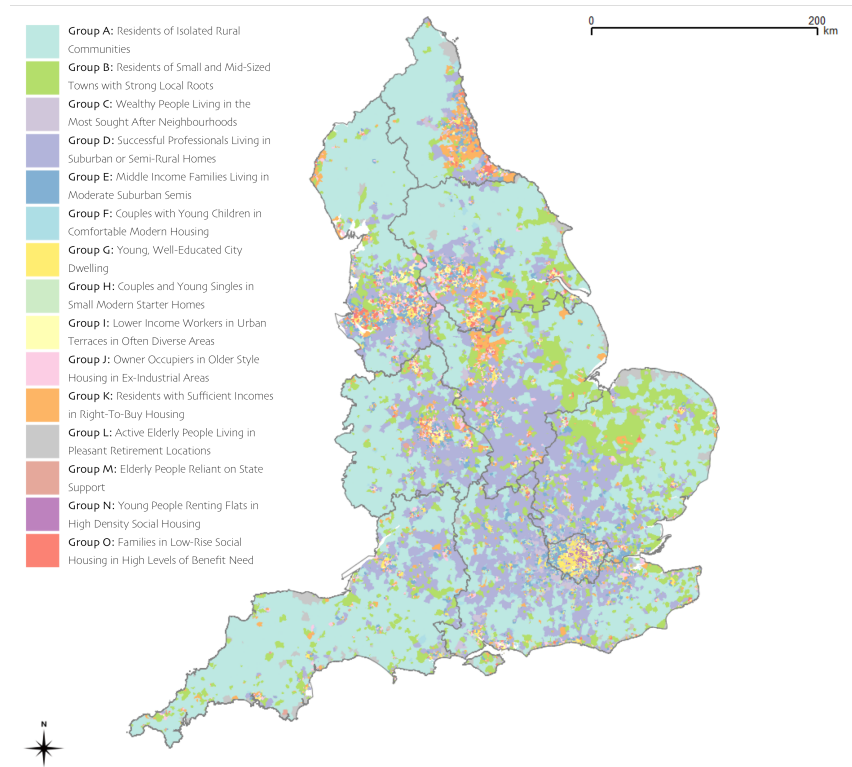 Group A: Residents of Isolated Rural
Communities
Group B: Residents of Small and Mid-Sized
Towns with Strong Local Roots
Group C: Wealthy People Living in the
Most Sought After Neighbourhoods
Group D: Successful Professionals Living in
Suburban or Semi-Rural Homes
Group E: Middle Income Families Living in
Moderate Suburban Semis
Group F: Couples with Young Children in
Comfortable Modern Housing
Group G: Young, Well-Educated City
Dwelling
Group H: Couples and Young Singles in
Small Modern Starter Homes
Group I: Lower Income Workers in Urban
Terraces in Often Diverse Areas
Group J: Owner Occupiers in Older Style
Housing in Ex-Industrial Areas
Group K: Residents with Sufficient Incomes
in Right-To-Buy Housing
Group L: Active Elderly People Living in
Pleasant Retirement Locations
Group M: Elderly People Reliant on State
Support
Group N: Young People Renting Flats in
High Density Social Housing
Group O: Families in Low-Rise Social
Housing in High Levels of Benefit Need
0 200
km
N